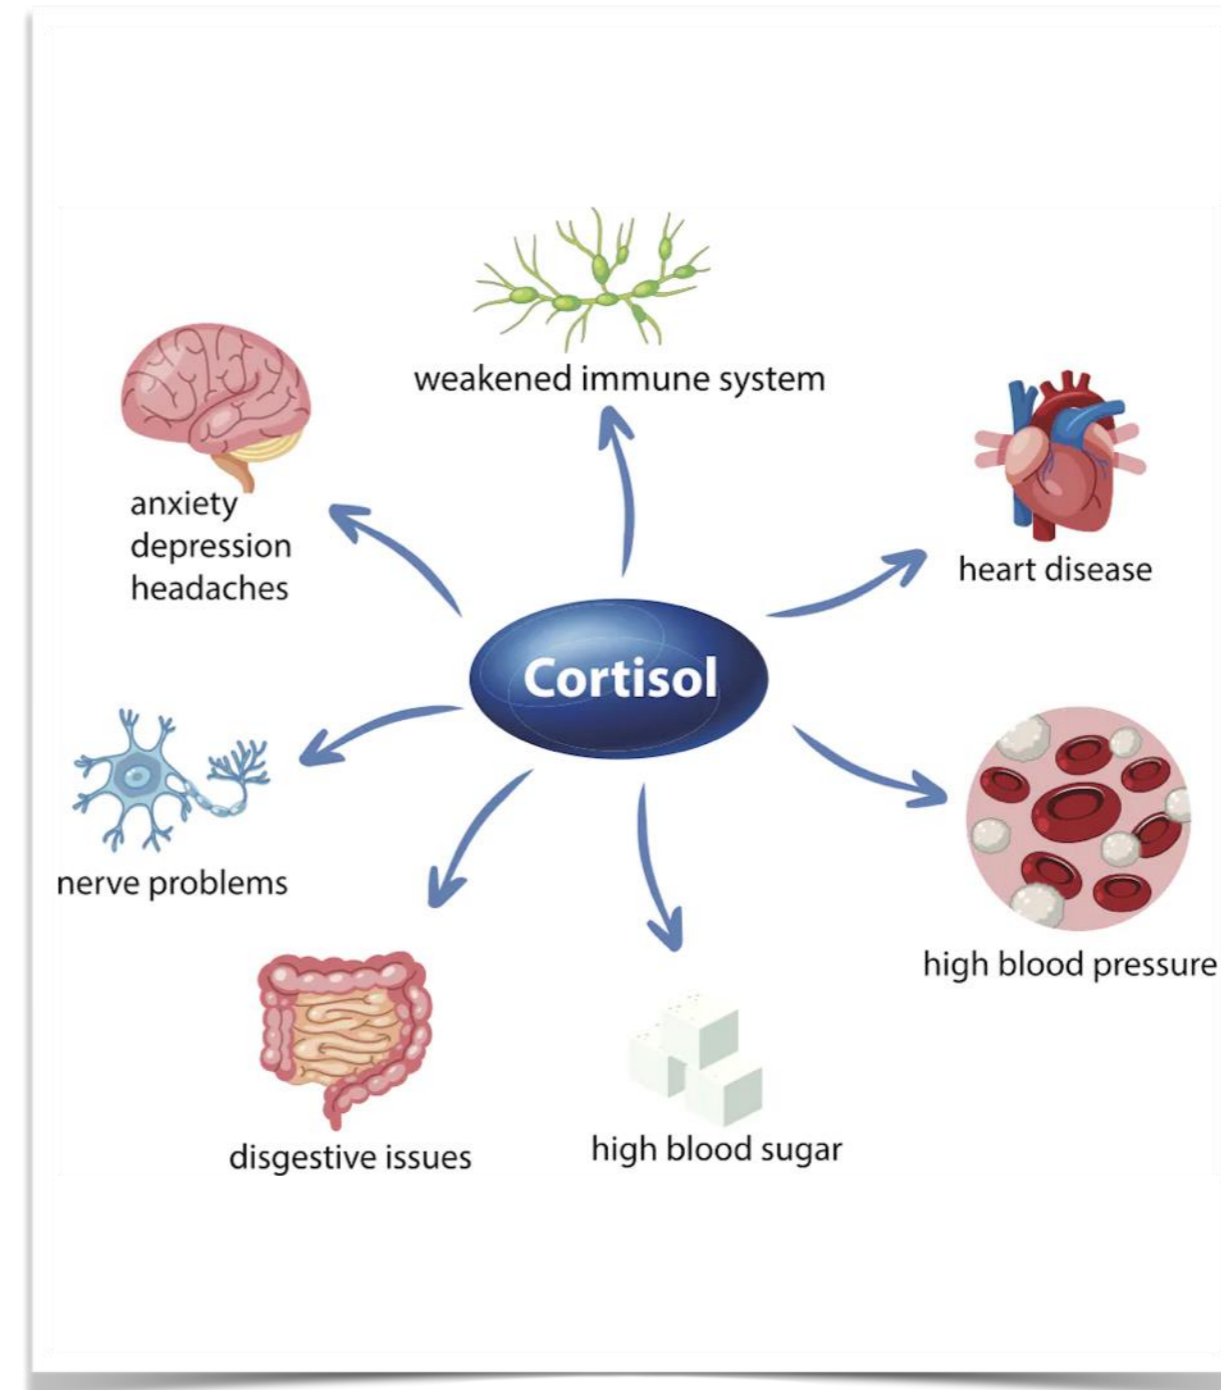 weakened immune system
anxiety
depression
headaches
heart disease
Cortisol
nerve problems
high blood pressure
disgestive issues
high blood sugar